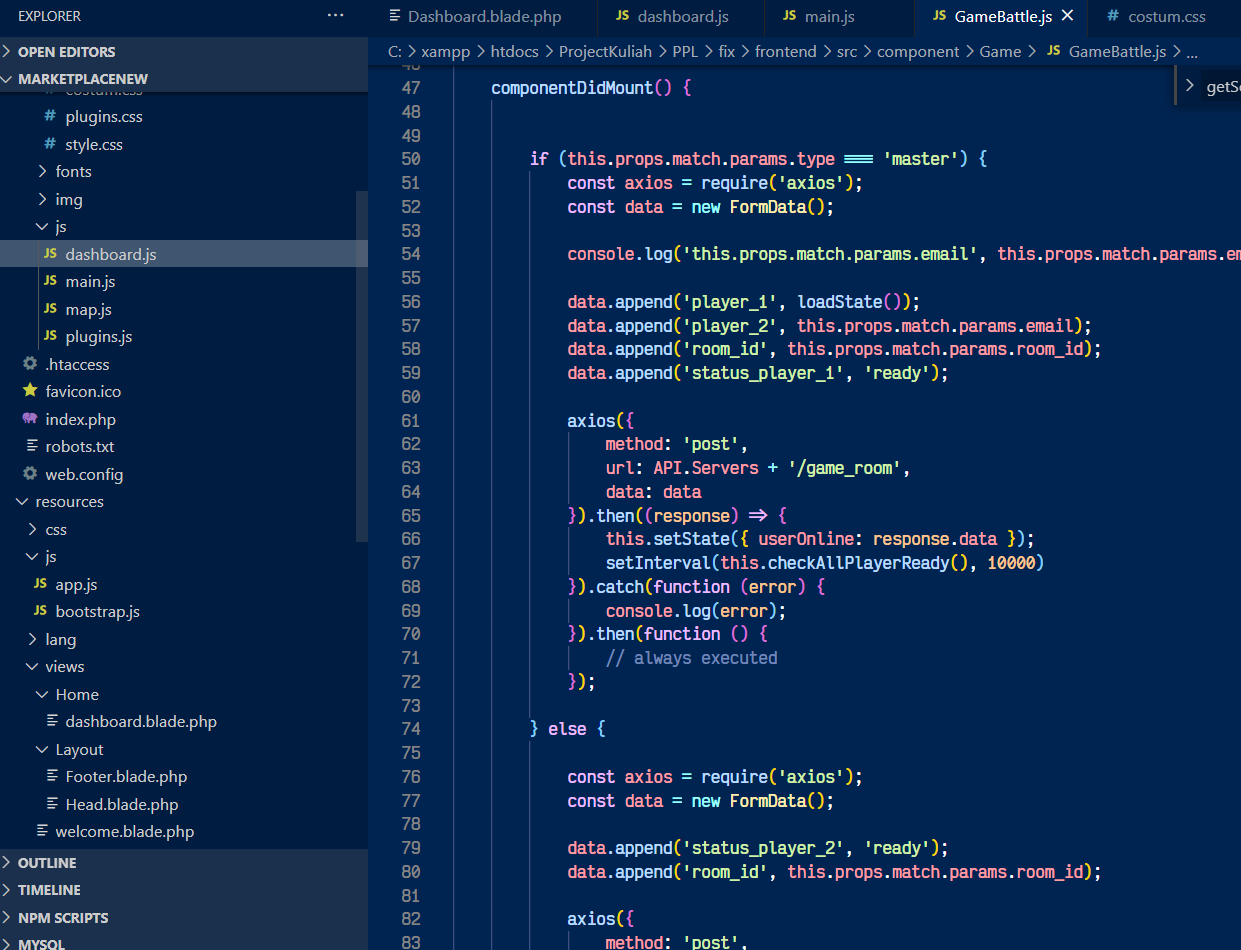 EXPLORER ...
OPEN EDITORS
MARKETPLACENEW
costum.css
# plugins.css
# style.css
fonts
img
js
JS dashboard.js
JS main.js
JS map.js
JS plugins.js
.htaccess
favicon.ico
index.php
robots.txt
web.config
resources
css
js
JS app.js
JS bootstrap.js
lang
views
Home
dashboard.blade.php
Layout
Footer.blade.php
Head.blade.php
welcome.blade.php
OUTLINE
TIMELINE
NPM SCRIPTS
MYSQL
Dashboard.blade.php JS dashboard.js JS main.js JS GameBattle.js # costum.css
C: > xampp > htdocs > ProjectKuliah > PPL > fix > frontend > src > component > Game > JS GameBattle.js > ...
getS
46
47 componentDidMount() {
48
49
50 if (this.props.match.params.type === 'master') {
51 const axios = require('axios');
52 const data = new FormData();
53
54 console.log('this.props.match.params.email', this.props.match.params.em
55
56 data.append('player_1', loadState());
57 data.append('player_2', this.props.match.params.email);
58 data.append('room_id', this.props.match.params.room_id);
59 data.append('status_player_1', 'ready');
60
61 axios({
62 method: 'post',
63 url: API.Servers + '/game_room',
64 data: data
65 }).then((response) => {
66 this.setState({ userOnline: response.data });
67 setInterval(this.checkAllPlayerReady(), 10000)
68 }).catch(function (error) {
69 console.log(error);
70 }).then(function () {
71 // always executed
72 });
73
74 } else {
75
76 const axios = require('axios');
77 const data = new FormData();
78
79 data.append('status_player_2', 'ready');
80 data.append('room_id', this.props.match.params.room_id);
81
82 axios({
83 method: 'post',